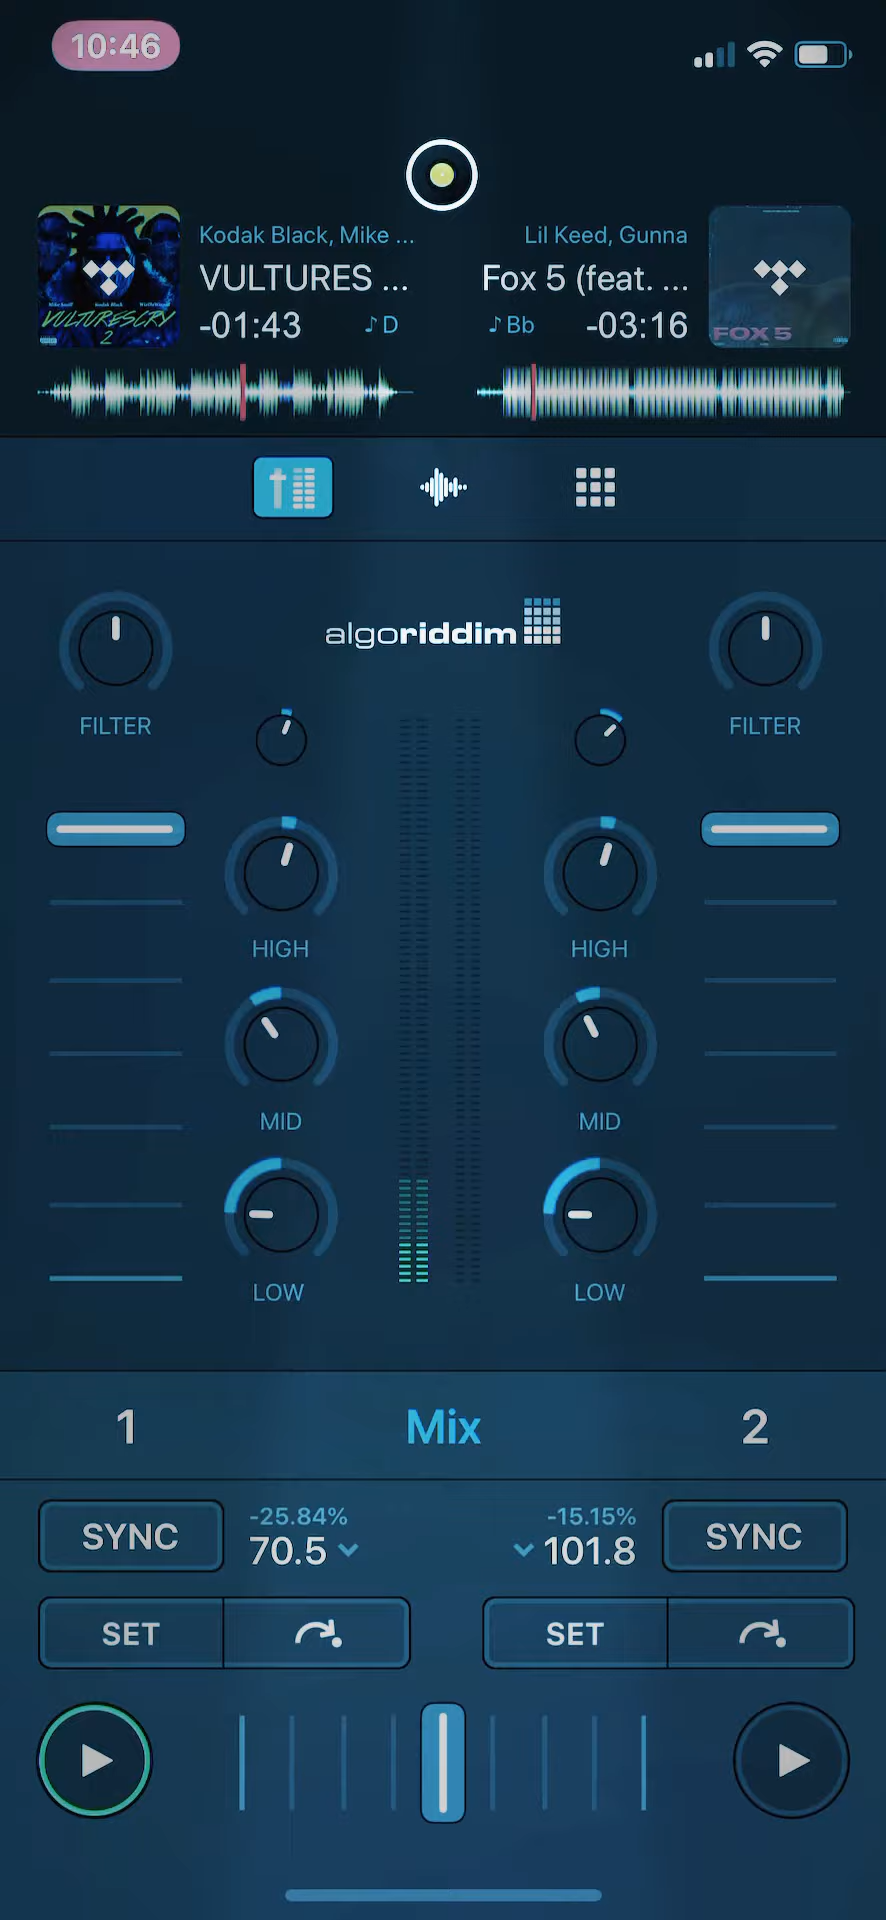 10:46
Kodak Black, Mike ...
VULTURES ...
-01:43
♪ D
Lil Keed, Gunna
Fox 5 (feat. ...
♪ Bb
-03:16
VULTURESCRY
2
FOX 5
algoriddim
FILTER
FILTER
HIGH
HIGH
MID
MID
LOW
LOW
1
Mix
2
SYNC
-25.84%
70.5
-15.15%
101.8
SYNC
SET
SET